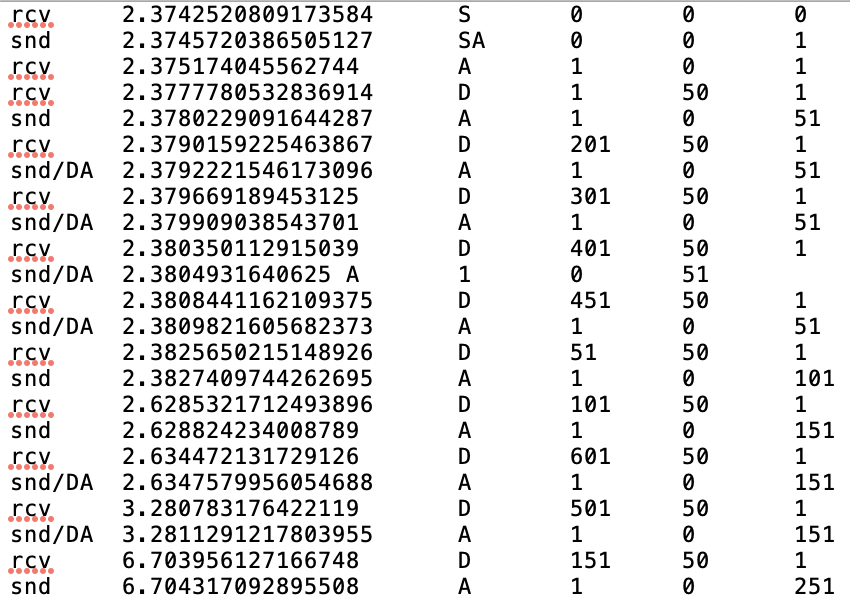 rcv 2.3742520809173584 S 0 0 0
snd 2.3745720386505127 SA 0 0 1
rcv 2.375174045562744 A 1 0 1
rcv 2.3777780532836914 D 1 50 1
snd 2.3780229091644287 A 1 0 51
rcv 2.3790159225463867 D 201 50 1
snd/DA 2.3792221546173096 A 1 0 51
rcv 2.379669189453125 D 301 50 1
snd/DA 2.379909038543701 A 1 0 51
rcv 2.380350112915039 D 401 50 1
snd/DA 2.3804931640625 A 1 0 51
rcv 2.3808441162109375 D 451 50 1
snd/DA 2.3809821605682373 A 1 0 51
rcv 2.3825650215148926 D 51 50 1
snd 2.3827409744262695 A 1 0 101
rcv 2.6285321712493896 D 101 50 1
snd 2.628824234008789 A 1 0 151
rcv 2.634472131729126 D 601 50 1
snd/DA 2.6347579956054688 A 1 0 151
rcv 3.280783176422119 D 501 50 1
snd/DA 3.2811291217803955 A 1 0 151
rcv 6.703956127166748 D 151 50 1
snd 6.704317092895508 A 1 0 251